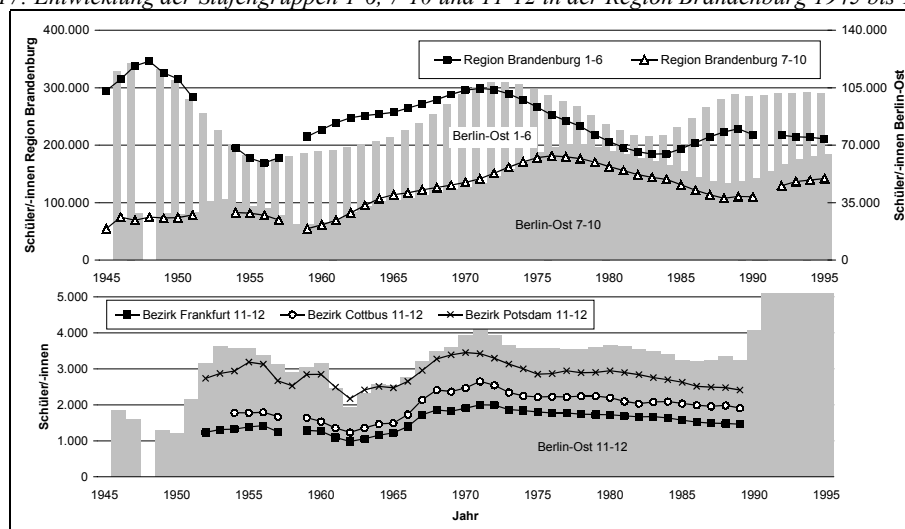 17: Entwicklung der Stufengruppen 1-6, 7-10 und 11-12 in der Region Brandenburg 1945 bis 1
400.000
300.000
200.000
100.000
0
Schüler/-innen Region Brandenburg
Region Brandenburg 1-6
Region Brandenburg 7-10
Berlin-Ost 1-6
Berlin-Ost 7-10
140.000
105.000
70.000
35.000
0
Schüler/-innen Berlin-Ost
1945 1950 1955 1960 1965 1970 1975 1980 1985 1990 1995
5.000
4.000
3.000
2.000
1.000
0
Schüler/-innen
Bezirk Frankfurt 11-12
Bezirk Cottbus 11-12
Bezirk Potsdam 11-12
Berlin-Ost 11-12
1945 1950 1955 1960 1965 1970 1975 1980 1985 1990 1995
Jahr